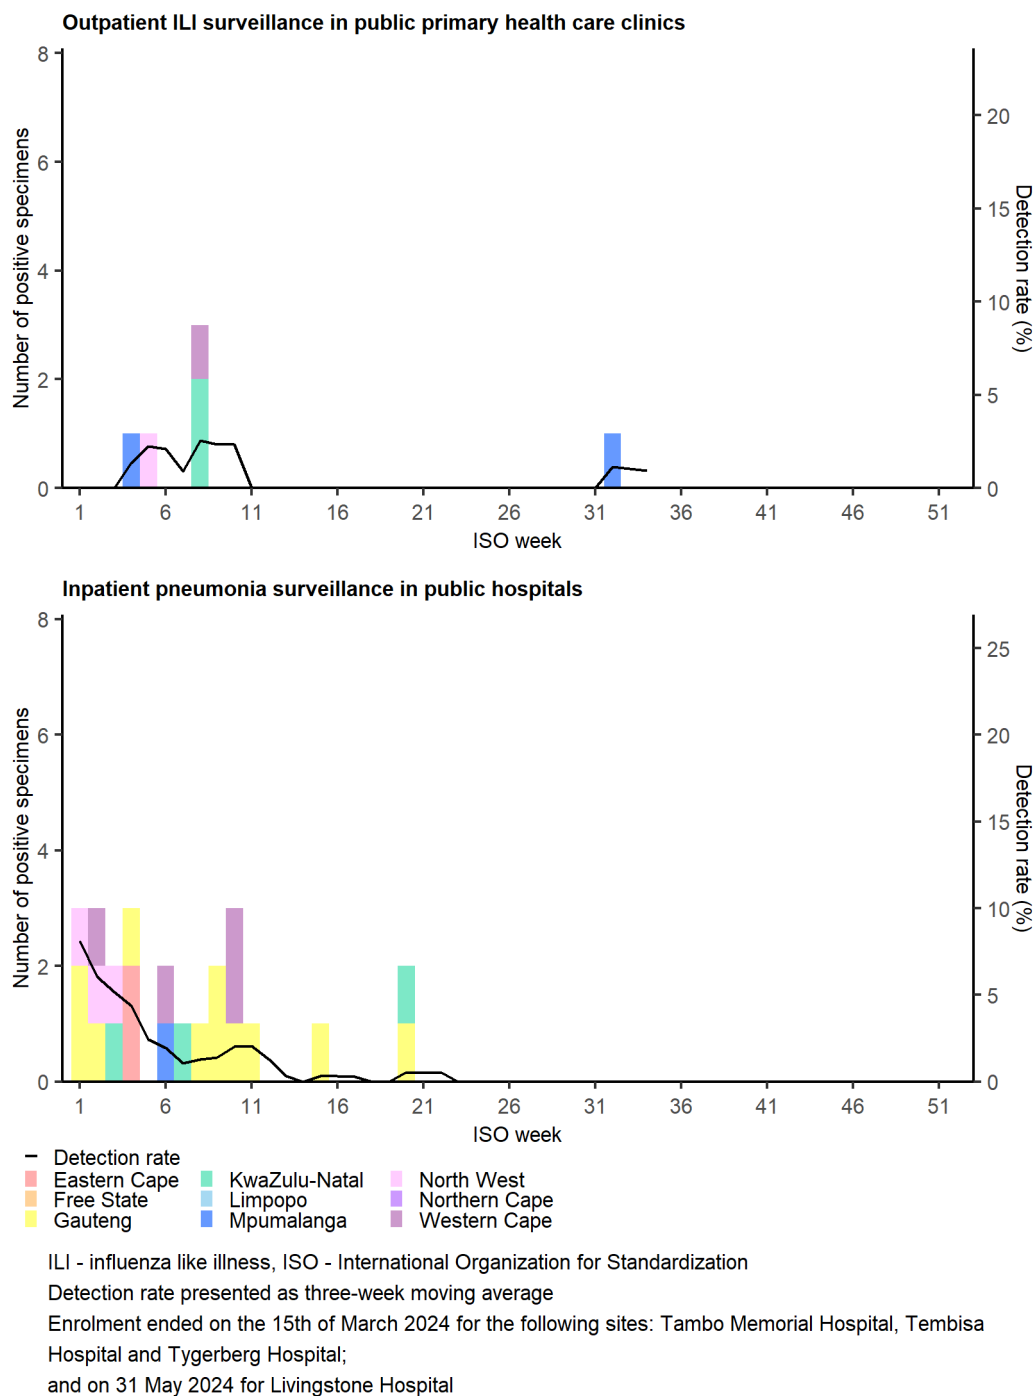 Outpatient ILI surveillance in public primary health care clinics
8
6
4
2
0
Number of positive specimens
20
15
10
5
0
Detection rate (%)
1 6 11 16 21 26 31 36 41 46 51
ISO week
Inpatient pneumonia surveillance in public hospitals
8
6
4
2
0
Number of positive specimens
25
20
15
10
5
0
Detection rate (%)
1 6 11 16 21 26 31 36 41 46 51
ISO week
Detection rate
Eastern Cape KwaZulu-Natal North West
Free State Limpopo Northern Cape
Gauteng Mpumalanga Western Cape
ILI - influenza like illness, ISO - International Organization for Standardization
Detection rate presented as three-week moving average
Enrolment ended on the 15th of March 2024 for the following sites: Tambo Memorial Hospital, Tembisa
Hospital and Tygerberg Hospital;
and on 31 May 2024 for Livingstone Hospital